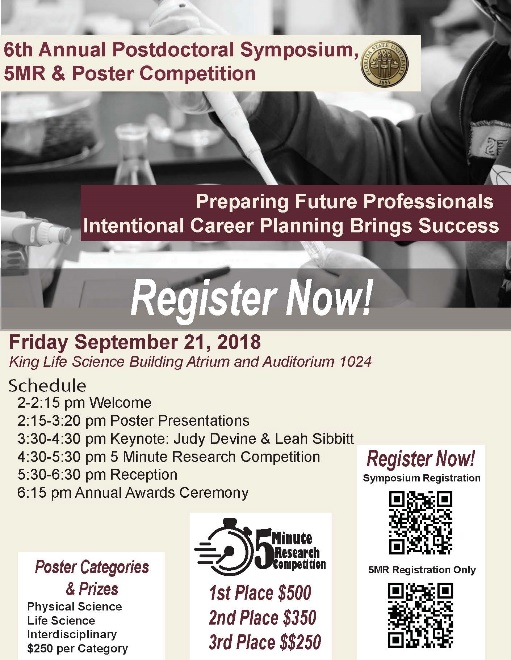 6th Annual Postdoctoral Symposium,
5MR & Poster Competition
Preparing Future Professionals
Intentional Career Planning Brings Success
Register Now!
Friday September 21, 2018
King Life Science Building Atrium and Auditorium 1024
Schedule
2-2:15 pm Welcome
2:15-3:20 pm Poster Presentations
3:30-4:30 pm Keynote: Judy Devine & Leah Sibbitt
4:30-5:30 pm 5 Minute Research Competition
5:30-6:30 pm Reception
6:15 pm Annual Awards Ceremony
Register Now!
Symposium Registration
5MR Registration Only
5 Minute
Research
Competition
1st Place $500
2nd Place $350
3rd Place $$250
Poster Categories
& Prizes
Physical Science
Life Science
Interdisciplinary
$250 per Category